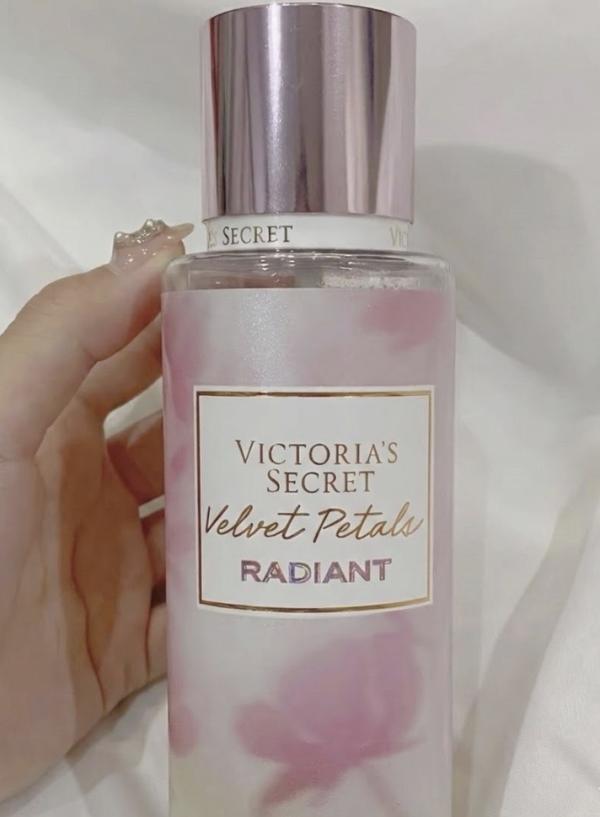 SECRET
VICTORIA'S
SECRET
Velvet Petals
RADIANT